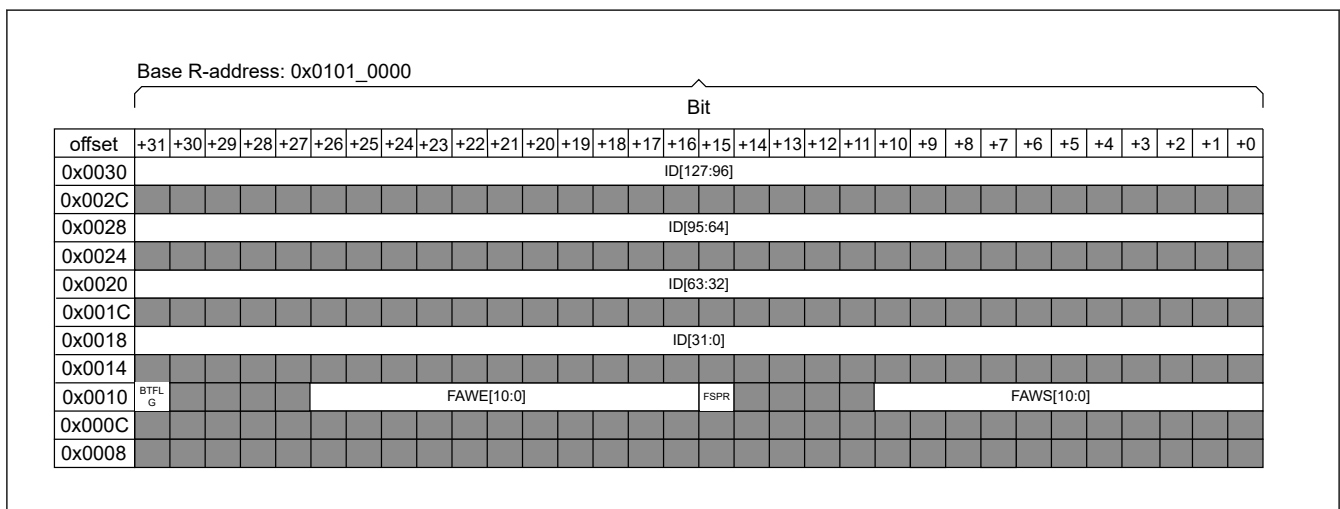 Base R-address: 0x0101_0000
Bit
offset +31 +30 +29 +28 +27 +26 +25 +24 +23 +22 +21 +20 +19 +18 +17 +16 +15 +14 +13 +12 +11 +10 +9 +8 +7 +6 +5 +4 +3 +2 +1 +0
0x0030 ID[127:96]
0x002C
0x0028 ID[95:64]
0x0024
0x0020 ID[63:32]
0x001C
0x0018 ID[31:0]
0x0014
0x0010 BTFL G FAWE[10:0] FSPR FAWS[10:0]
0x000C
0x0008